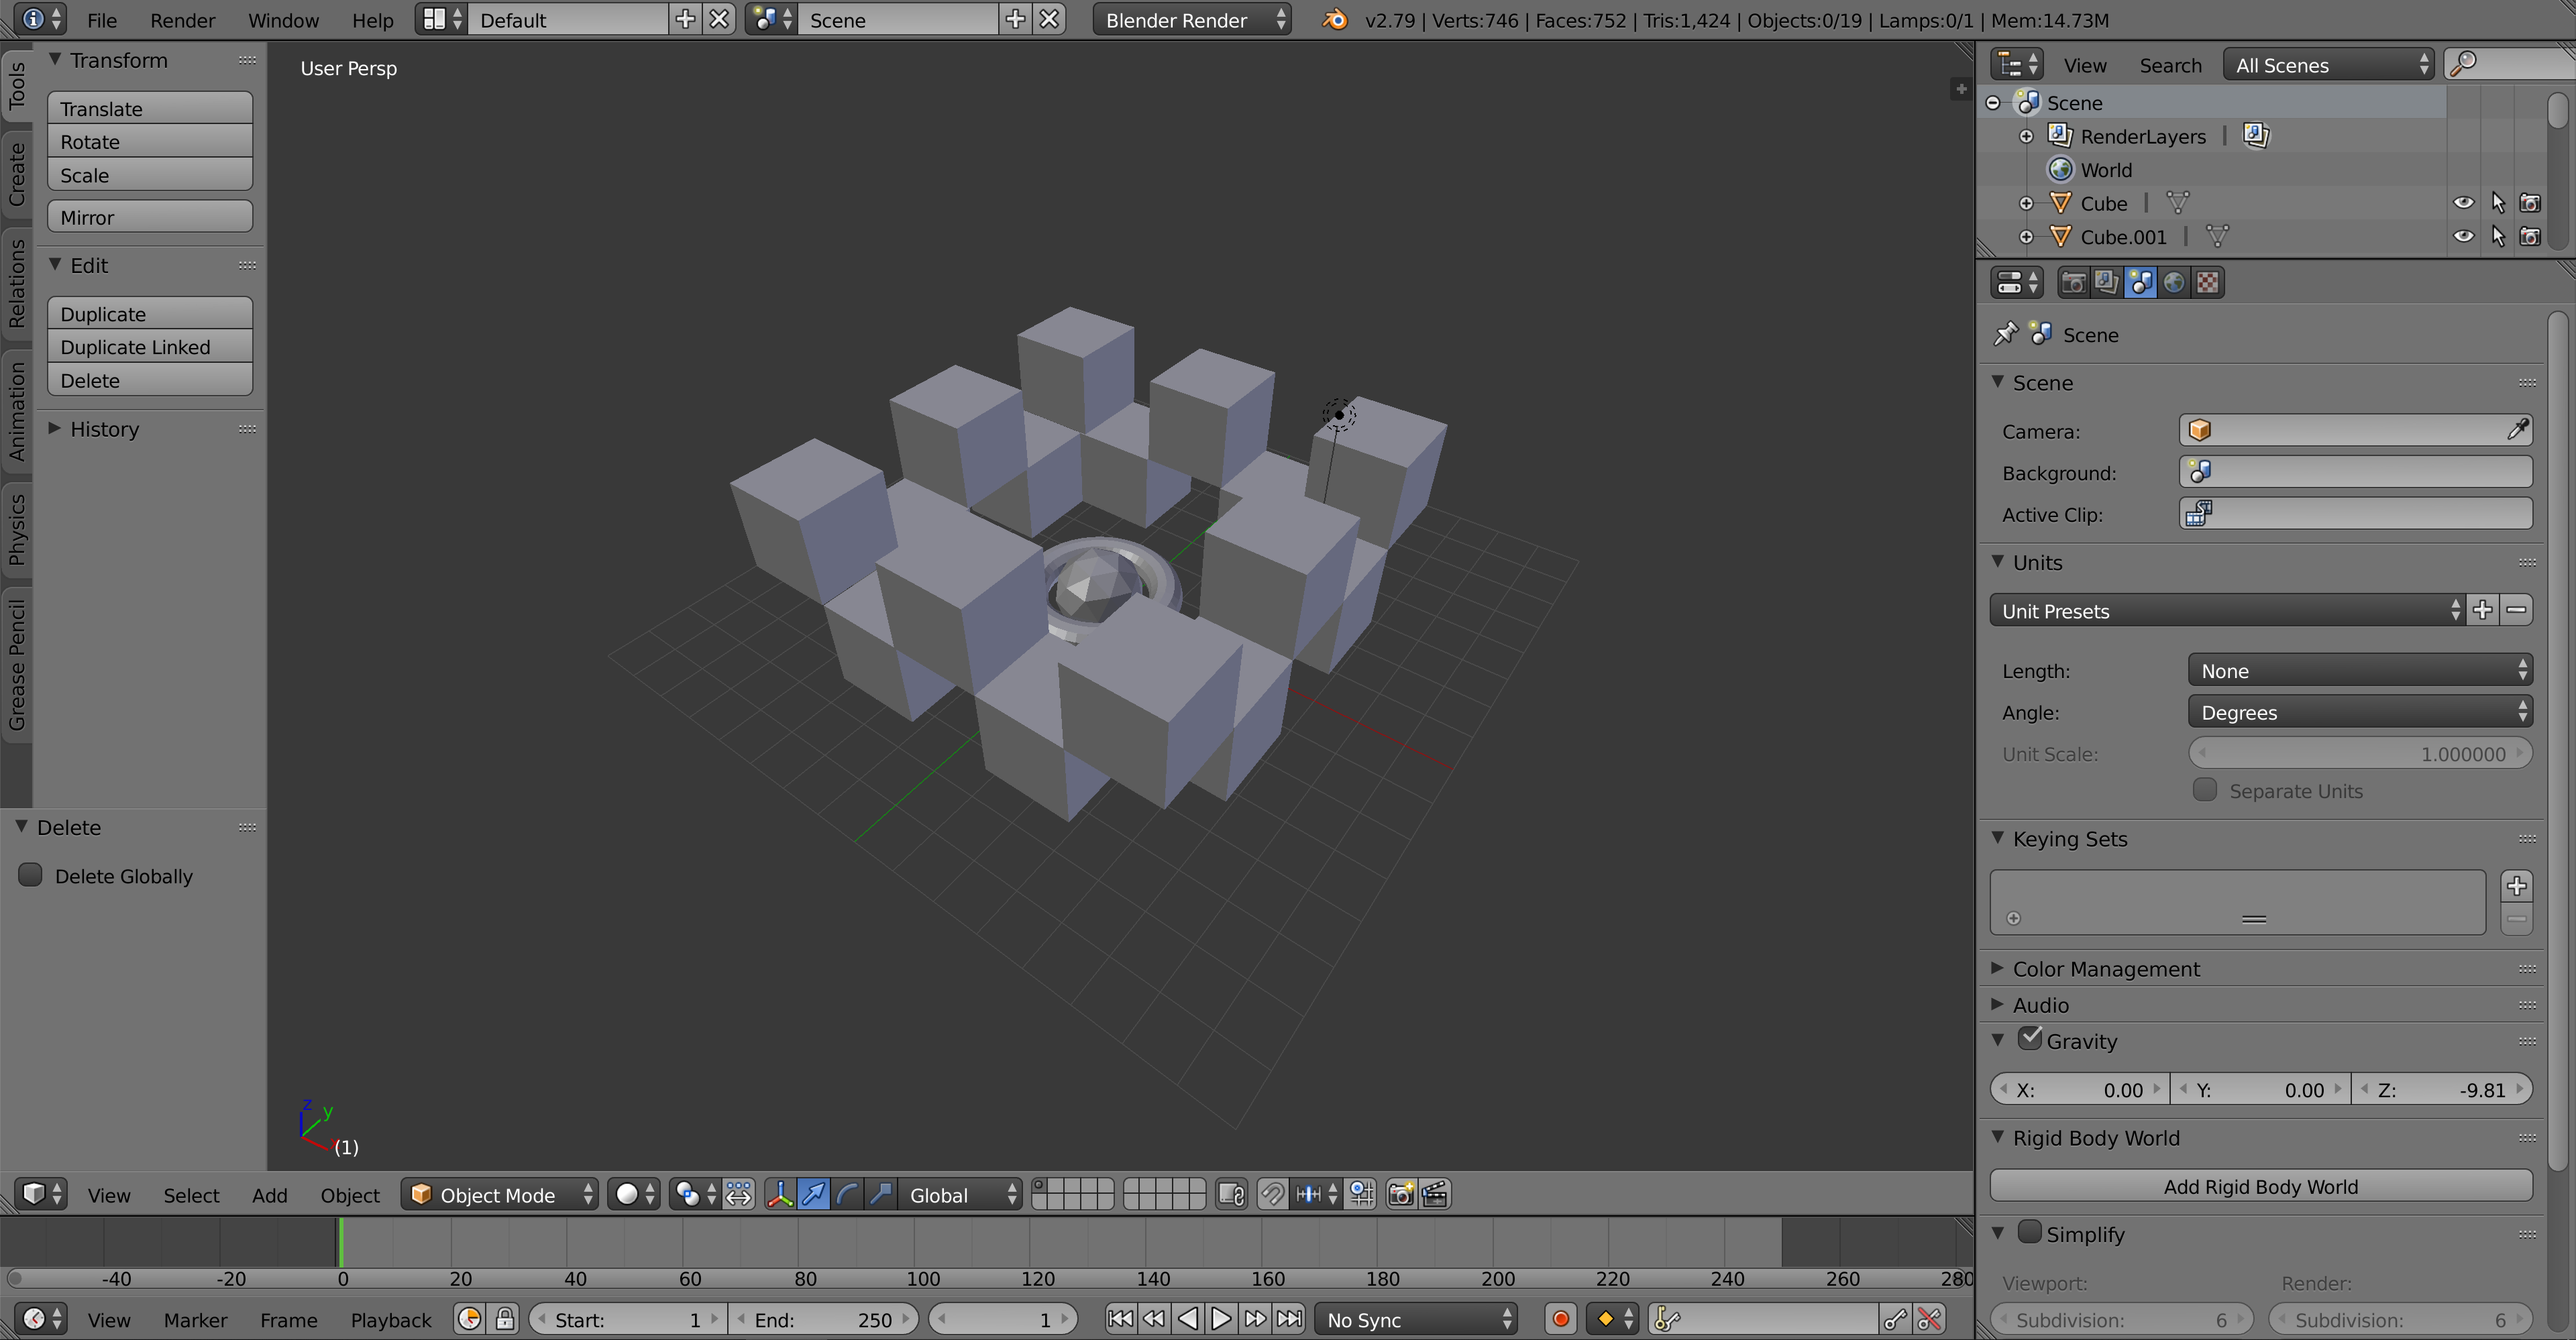 File Render Window Help Default Scene Blender Render v2.79 | Verts:746 | Faces:752 | Tris:1,424 | Objects:0/19 | Lamps:0/1 | Mem:14.73M
Tools
Create
Relations
Animation
Physics
Grease Pencil
Transform
Translate
Rotate
Scale
Mirror
Edit
Duplicate
Duplicate Linked
Delete
History
Delete
Delete Globally
User Persp
z
y
(1)
View Select Add Object Object Mode Global
-40 -20 0 20 40 60 80 100 120 140 160 180 200 220 240 260 280
View Marker Frame Playback Start: 1 End: 250 1 No Sync
View Search All Scenes
Scene
RenderLayers
World
Cube
Cube.001
Scene
Scene
Camera:
Background:
Active Clip:
Units
Unit Presets
Length: None
Angle: Degrees
Unit Scale: 1.000000
Separate Units
Keying Sets
Color Management
Audio
Gravity
X: 0.00 Y: 0.00 Z: -9.81
Rigid Body World
Add Rigid Body World
Simplify
Viewport: Render:
Subdivision: 6 Subdivision: 6